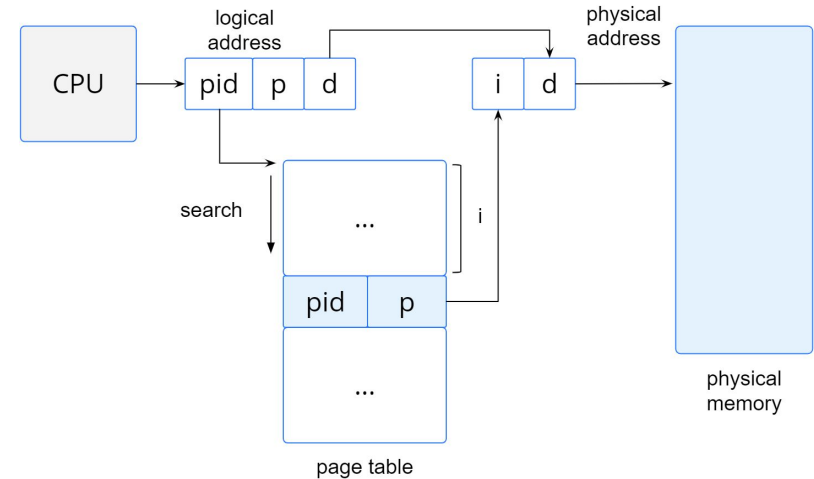 logical
address
physical
address
CPU
pid p d
i d
search
...
i
pid p
...
physical
memory
page table